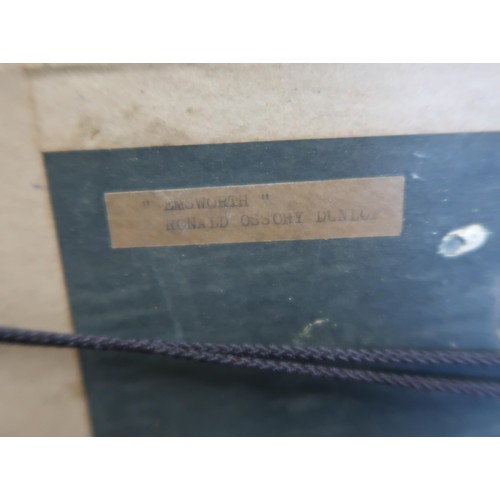 " EMSWORTH "
RONALD OSSORY DUNLOP